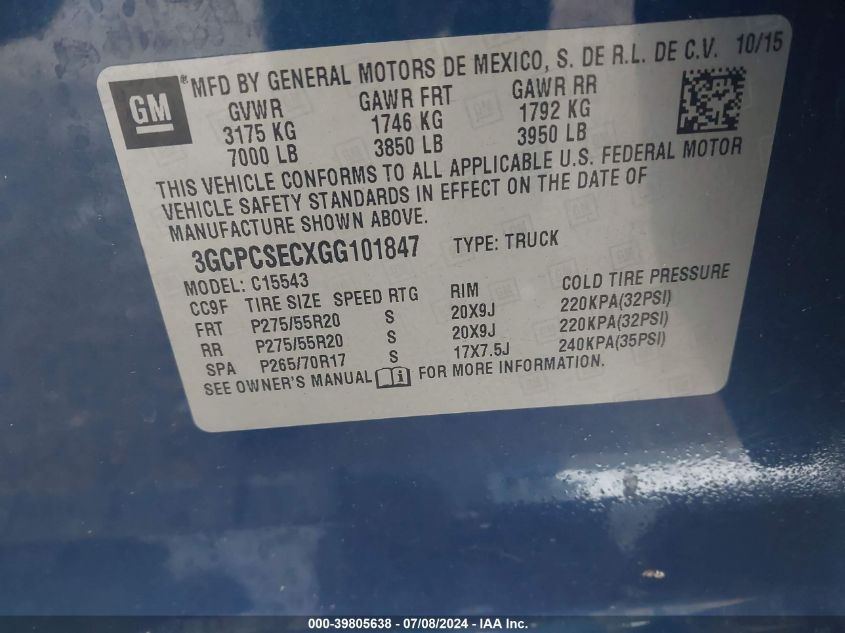 GM ® MFD BY GENERAL MOTORS DE MEXICO, S. DE R.L. DE C.V. 10/15
GVWR GAWR FRT GAWR RR
3175 KG 1746 KG 1792 KG
7000 LB 3850 LB 3950 LB
THIS VEHICLE CONFORMS TO ALL APPLICABLE U.S. FEDERAL MOTOR
VEHICLE SAFETY STANDARDS IN EFFECT ON THE DATE OF
MANUFACTURE SHOWN ABOVE.
3GCPCSECXGG101847 TYPE: TRUCK
MODEL: C15543
CC9F TIRE SIZE SPEED RTG RIM COLD TIRE PRESSURE
FRT P275/55R20 S 20X9J 220KPA(32PSI)
RR P275/55R20 S 20X9J 220KPA(32PSI)
SPA P265/70R17 S 17X7.5J 240KPA(35PSI)
SEE OWNER'S MANUAL i FOR MORE INFORMATION.
000-39805638 - 07/08/2024 - IAA Inc.